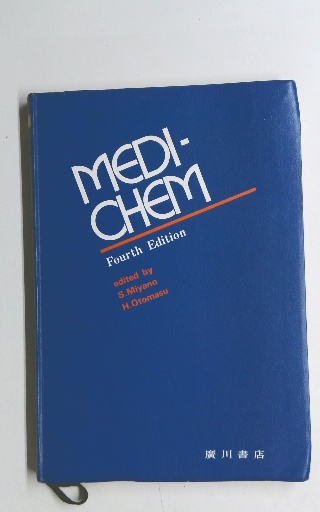 MEDI-
CHEM
Fourth Edition
edited by
S.Miyano
H.Otomasu
廣川書店